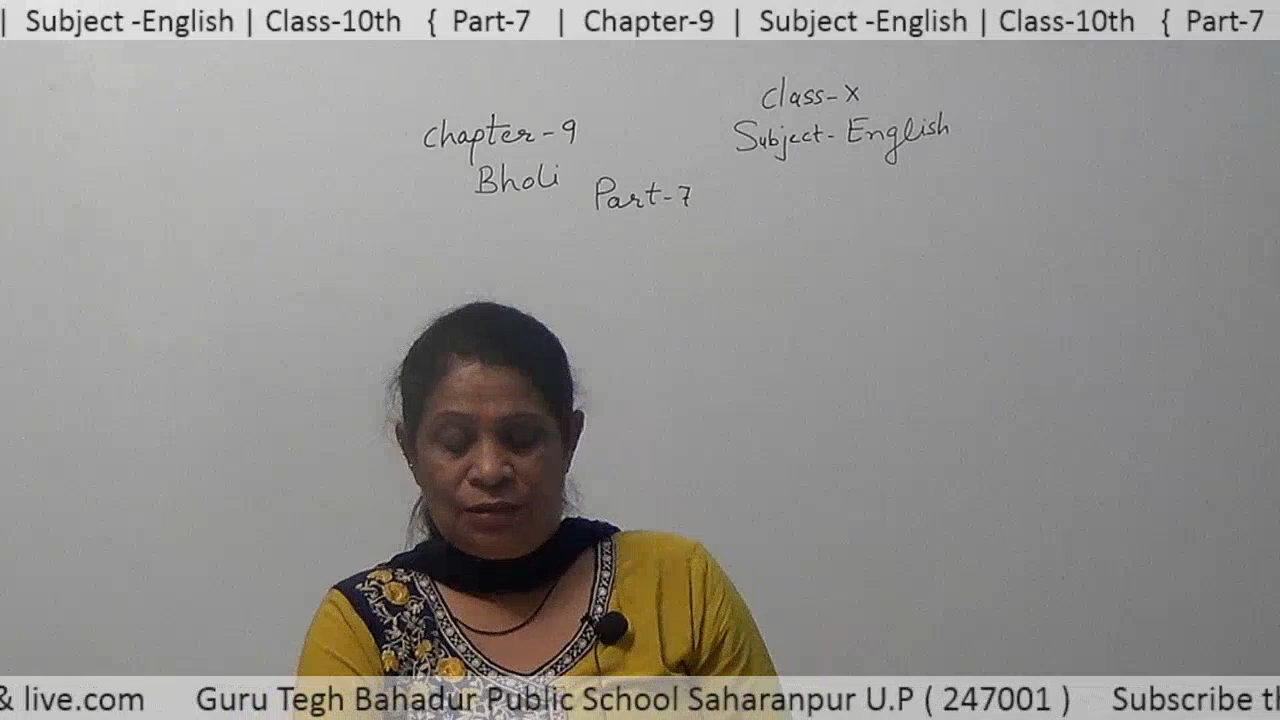 | Subject -English | Class-10th { Part-7 | Chapter-9 | Subject -English | Class-10th { Part-7
class-x
chapter-9
Subject- English
Bholi
Part-7
& live.com Guru Tegh Bahadur Public School Saharanpur U.P ( 247001 ) Subscribe